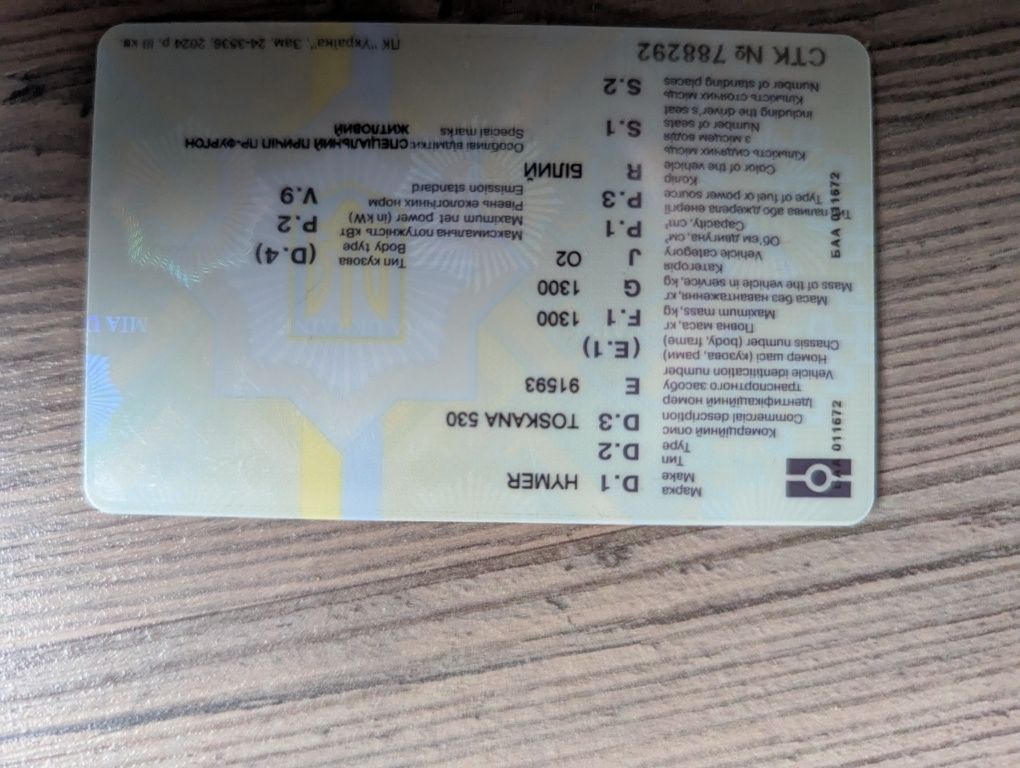 Марка
Make
D.1 HYMER
Тип
Type
D.2
Комерційний опис
Commercial description
D.3 TOSKANA 530
Ідентифікаційний номер
транспортного засобу
Vehicle identification number
E 91593
Номер шасі (кузова, рами)
Chassis number (body, frame)
(E.1)
Повна маса, кг
Maximum mass, kg
F.1 1300
Маса без навантаження, кг
Mass of the vehicle in service, kg
G 1300
Категорія
Vehicle category
J O2
Об'єм двигуна, см³
Capacity, cm³
P.1
Тип палива або джерела енергії
Type of fuel or power source
P.3
Колір
Color of the vehicle
R БІЛИЙ
Кількість сидячих місць
з місцем водія
Number of seats
including the driver's seat
S.1
Кількість стоячих місць
Number of standing places
S.2
Тип кузова
Body type
(D.4)
Максимальна потужність кВт
Maximum net power (in kW)
P.2
Рівень екологічних норм
Emission standard
V.9
Особливі відмітки: СПЕЦІАЛЬНИЙ ПРИЧІП ПР-ФУРГОН
Special marks ЖИТЛОВИЙ
СТК № 788292
ПК "Україна". Зам. 24-3536. 2024 р. III кв
011672
БАА 011672
UKRAINE
MIA U